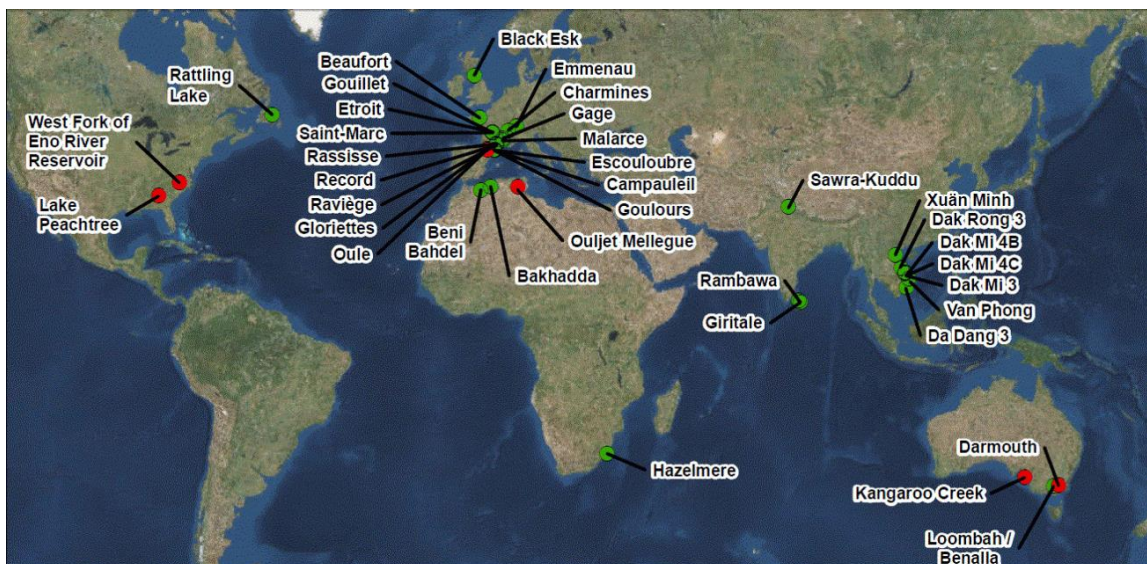 Black Esk
Beaufort
Gouillet
Etroit
Saint-Marc
Rassisse
Record
Raviège
Gloriettes
Oule
Emmenau
Charmines
Gage
Malarce
Escouloubre
Campauleil
Goulours
Rattling
Lake
West Fork of
Eno River
Reservoir
Lake
Peachtree
Beni
Bahdel
Ouljet Mellegue
Bakhadda
Sawra-Kuddu
Xuän Minh
Dak Rong 3
Dak Mi 4B
Dak Mi 4C
Dak Mi 3
Van Phong
Da Dang 3
Rambawa
Giritale
Hazelmere
Darmouth
Kangaroo Creek
Loombah /
Benalla